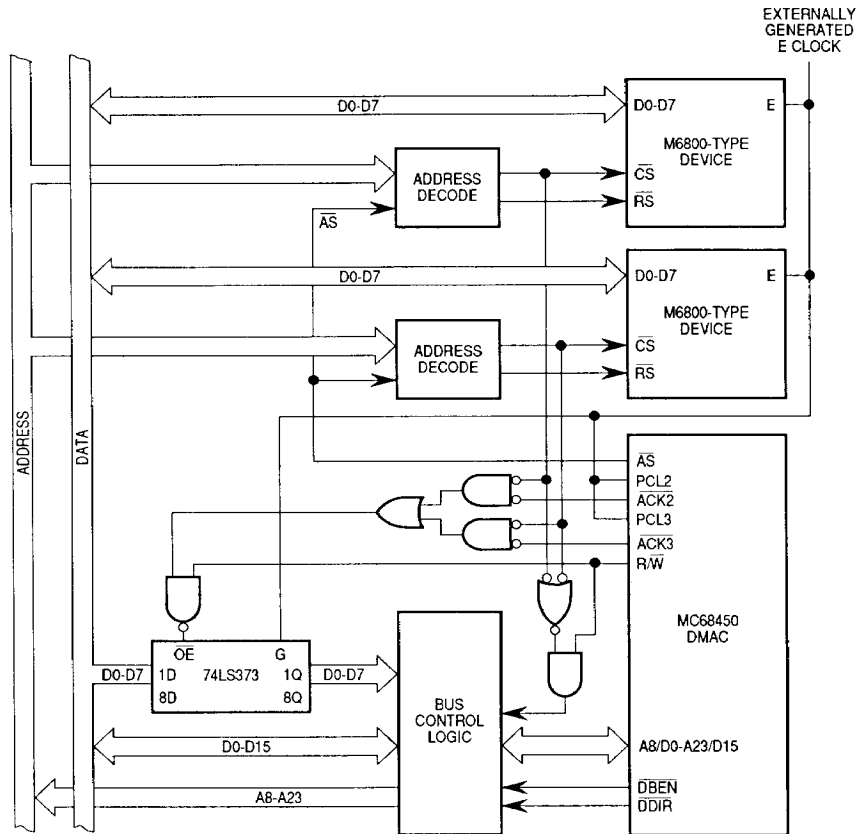 EXTERNALLY
GENERATED
E CLOCK
D0-D7
D0-D7
E
M6800-TYPE
DEVICE
CS
RS
ADDRESS
DECODE
AS
D0-D7
D0-D7
E
M6800-TYPE
DEVICE
CS
RS
ADDRESS
DECODE
ADDRESS
DATA
AS
PCL2
ACK2
PCL3
ACK3
R/W
MC68450
DMAC
OE
G
D0-D7
1D
74LS373
1Q
D0-D7
8D
8Q
BUS
CONTROL
LOGIC
D0-D15
A8/D0-A23/D15
A8-A23
DBEN
DDIR